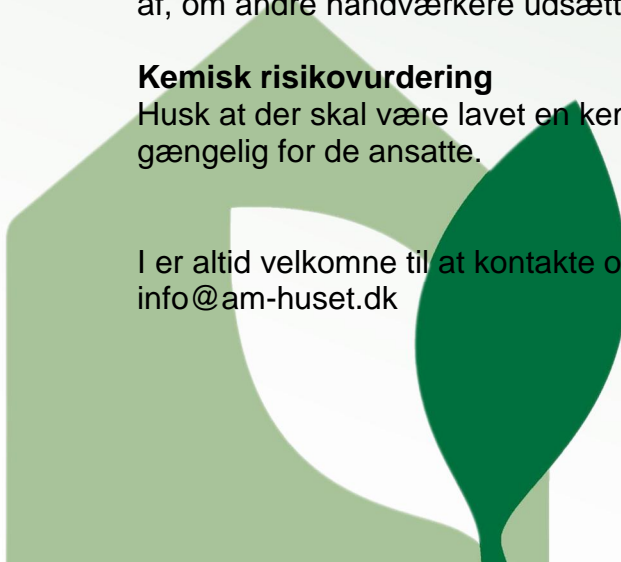 af, om andre håndværkere udsætt
Kemisk risikovurdering
Husk at der skal være lavet en ke
gængelig for de ansatte.
I er altid velkomne til at kontakte o
info@am-huset.dk